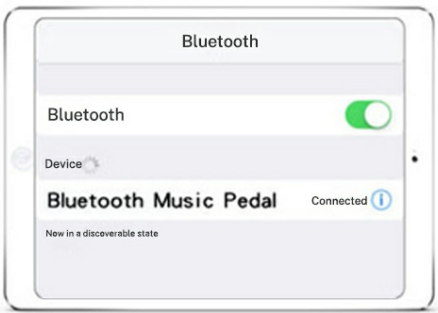 Bluetooth
Bluetooth
Device
Bluetooth Music Pedal Connected
Now in a discoverable state